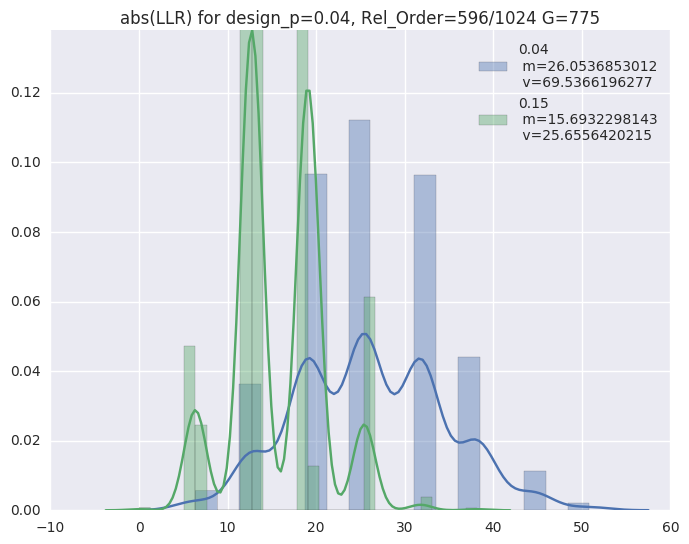 abs(LLR) for design_p=0.04, Rel_Order=596/1024 G=775
0.04
m=26.0536853012
v=69.5366196277
0.15
m=15.6932298143
v=25.6556420215
0.12
0.10
0.08
0.06
0.04
0.02
0.00
−10 0 10 20 30 40 50 60